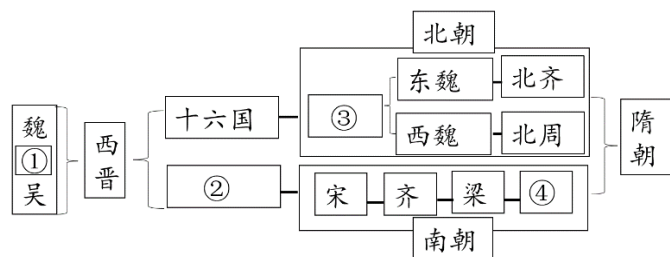 北朝
东魏
北齐
十六国
③
西魏
北周
魏
①
吴
西晋
隋朝
②
宋
齐
梁
④
南朝